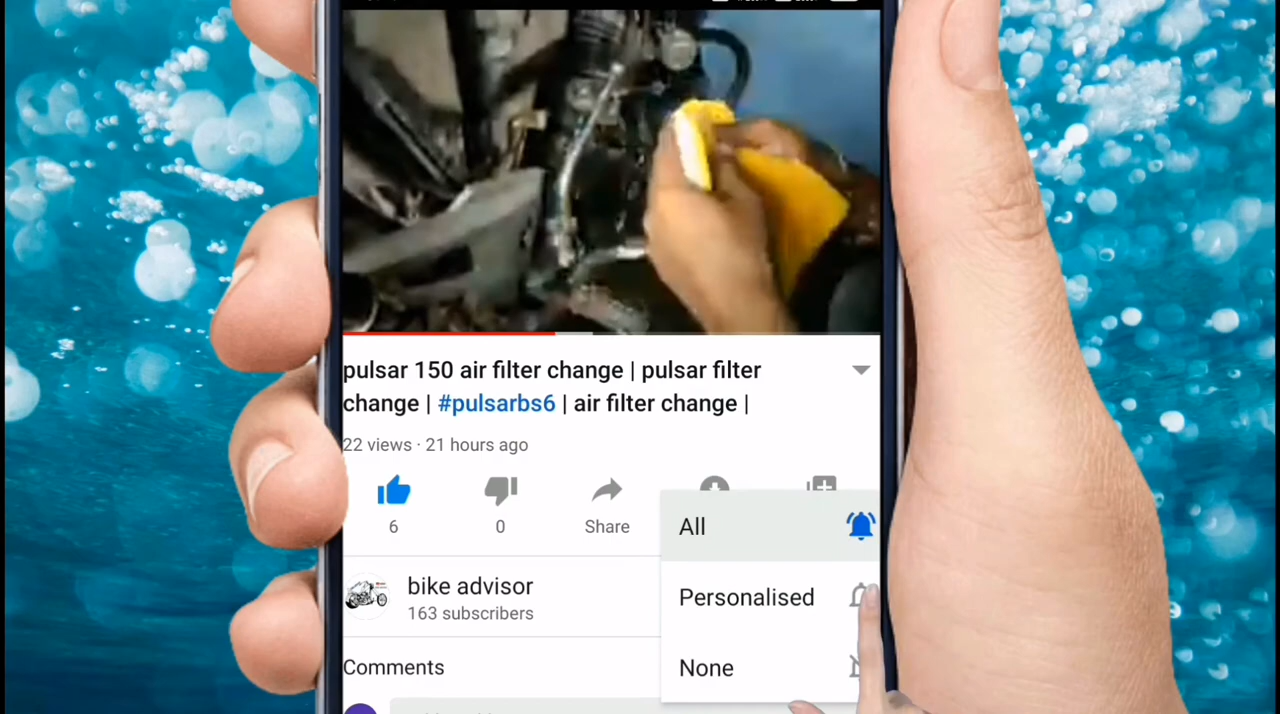 pulsar 150 air filter change | pulsar filter
change | #pulsarbs6 | air filter change |
22 views · 21 hours ago
6
0
Share
All
Personalised
None
bike advisor
163 subscribers
Comments